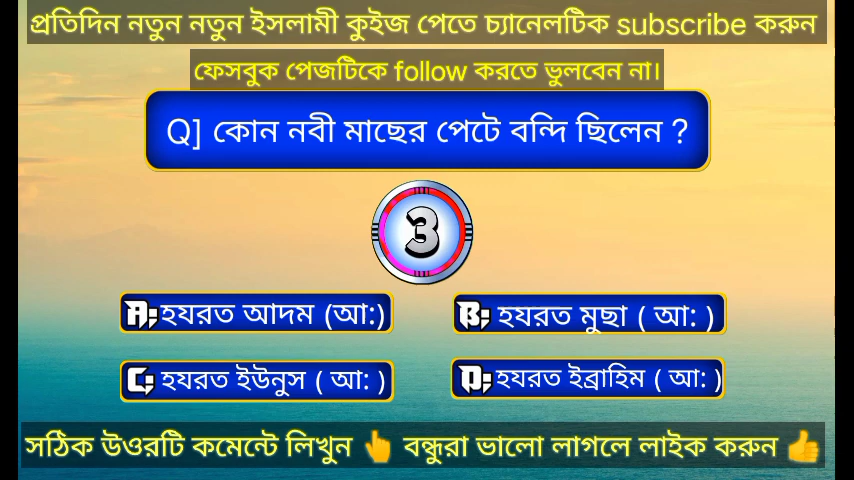 প্রতিদিন নতুন নতুন ইসলামী কুইজ পেতে চ্যানেলটিক subscribe করুন
ফেসবুক পেজটিকে follow করতে ভুলবেন না।
Q] কোন নবী মাছের পেটে বন্দি ছিলেন ?
3
A; হযরত আদম (আ:)
B; হযরত মুছা ( আ: )
C; হযরত ইউনুস ( আ: )
D; হযরত ইব্রাহিম ( আ: )
সঠিক উওরটি কমেন্টে লিখুন 👆 বন্ধুরা ভালো লাগলে লাইক করুন 👍